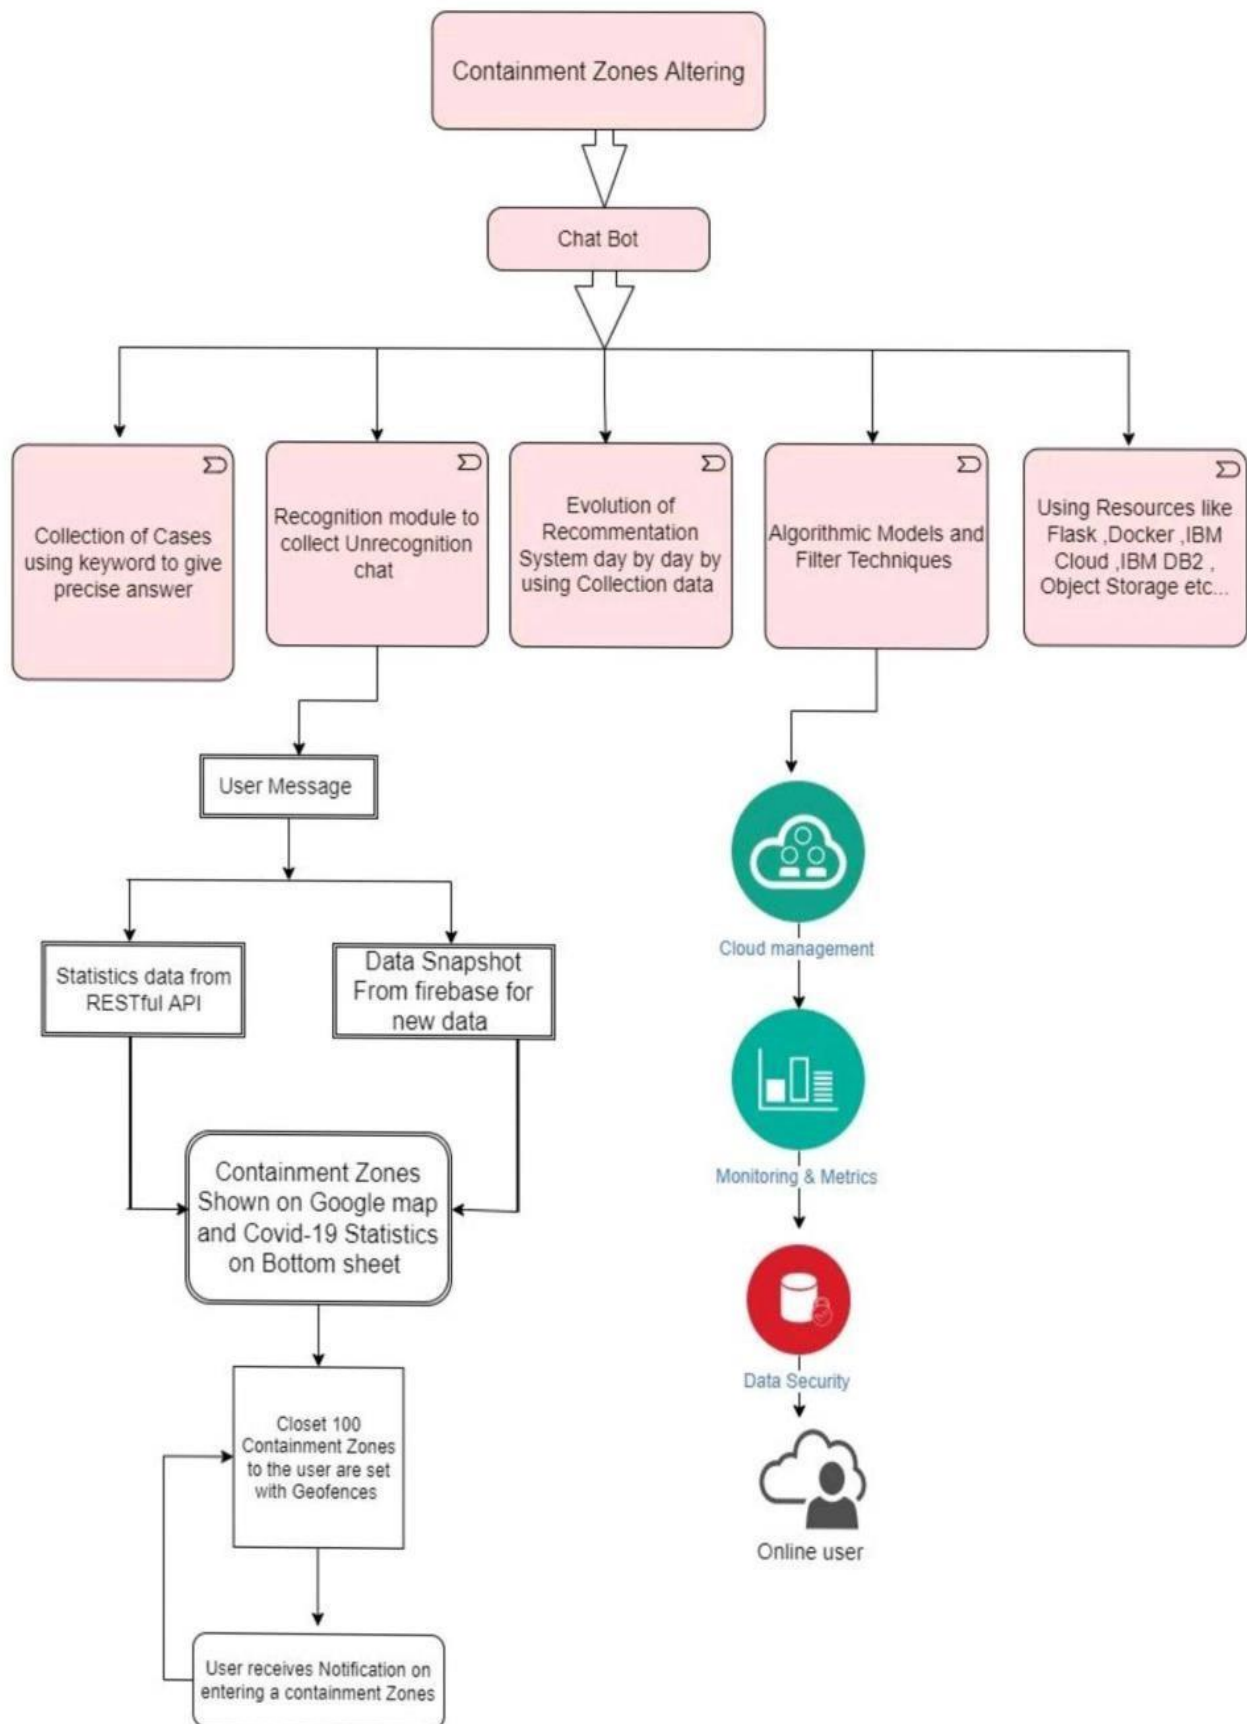 Containment Zones Altering
Chat Bot
Collection of Cases
using keyword to give
precise answer
Recognition module to
collect Unrecognition
chat
Evolution of
Recommentation
System day by day by
using Collection data
Algorithmic Models and
Filter Techniques
Using Resources like
Flask ,Docker ,IBM
Cloud ,IBM DB2 ,
Object Storage etc...
User Message
Statistics data from
RESTful API
Data Snapshot
From firebase for
new data
Cloud management
Containment Zones
Shown on Google map
and Covid-19 Statistics
on Bottom sheet
Monitoring & Metrics
Data Security
Closet 100
Containment Zones
to the user are set
with Geofences
Online user
User receives Notification on
entering a containment Zones